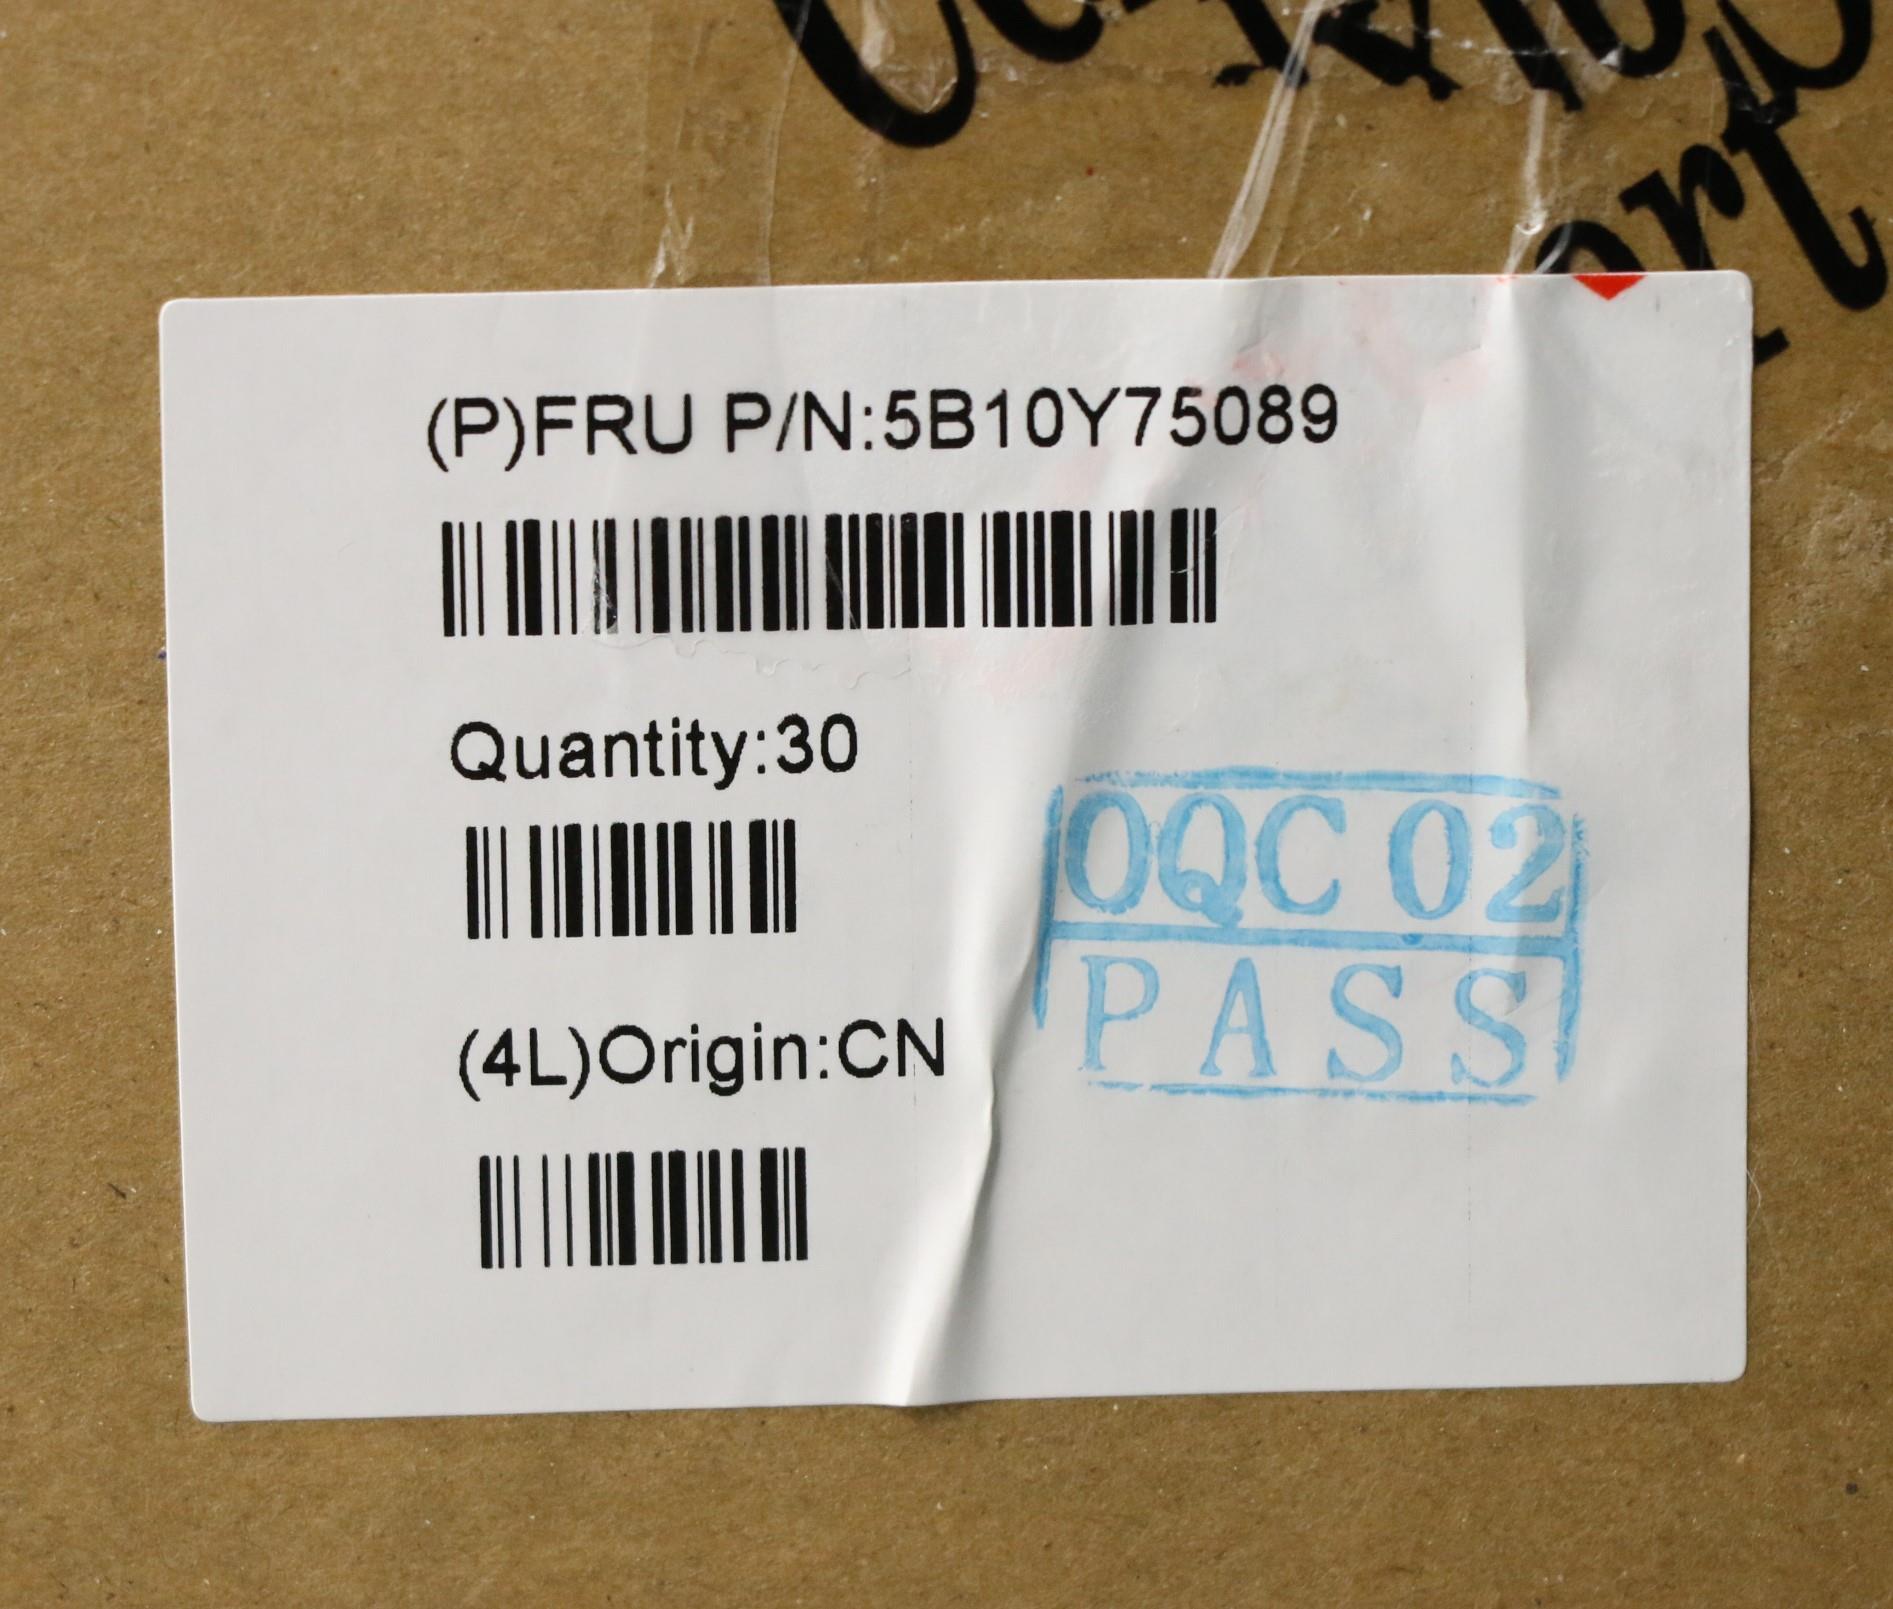 (P)FRU P/N:5B10Y75089
Quantity:30
(4L)Origin:CN
OQC 02
PASS